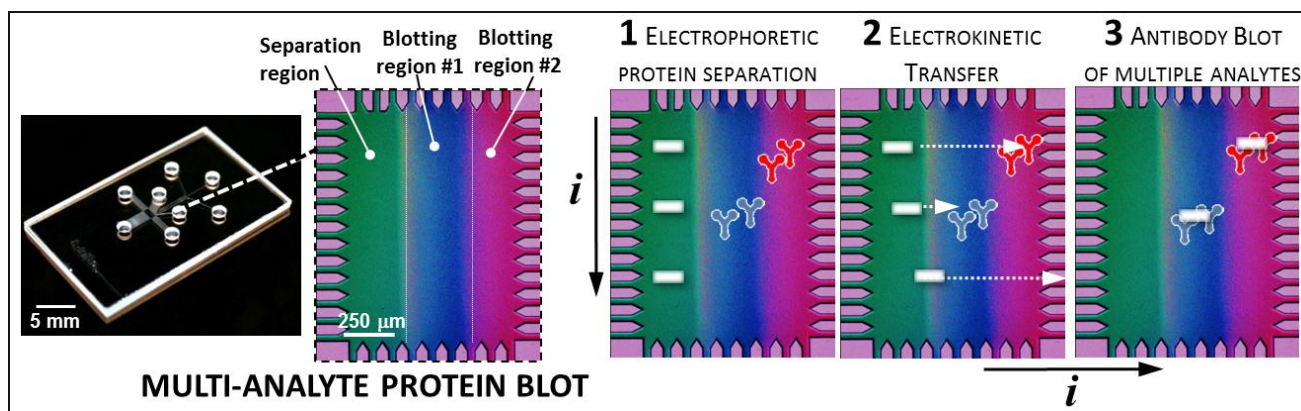 Separation
region
Blotting
region #1
Blotting
region #2
5 mm
250 µm
MULTI-ANALYTE PROTEIN BLOT
i
1 ELECTROPHORETIC
PROTEIN SEPARATION
2 ELECTROKINETIC
TRANSFER
3 ANTIBODY BLOT
OF MULTIPLE ANALYTES
i